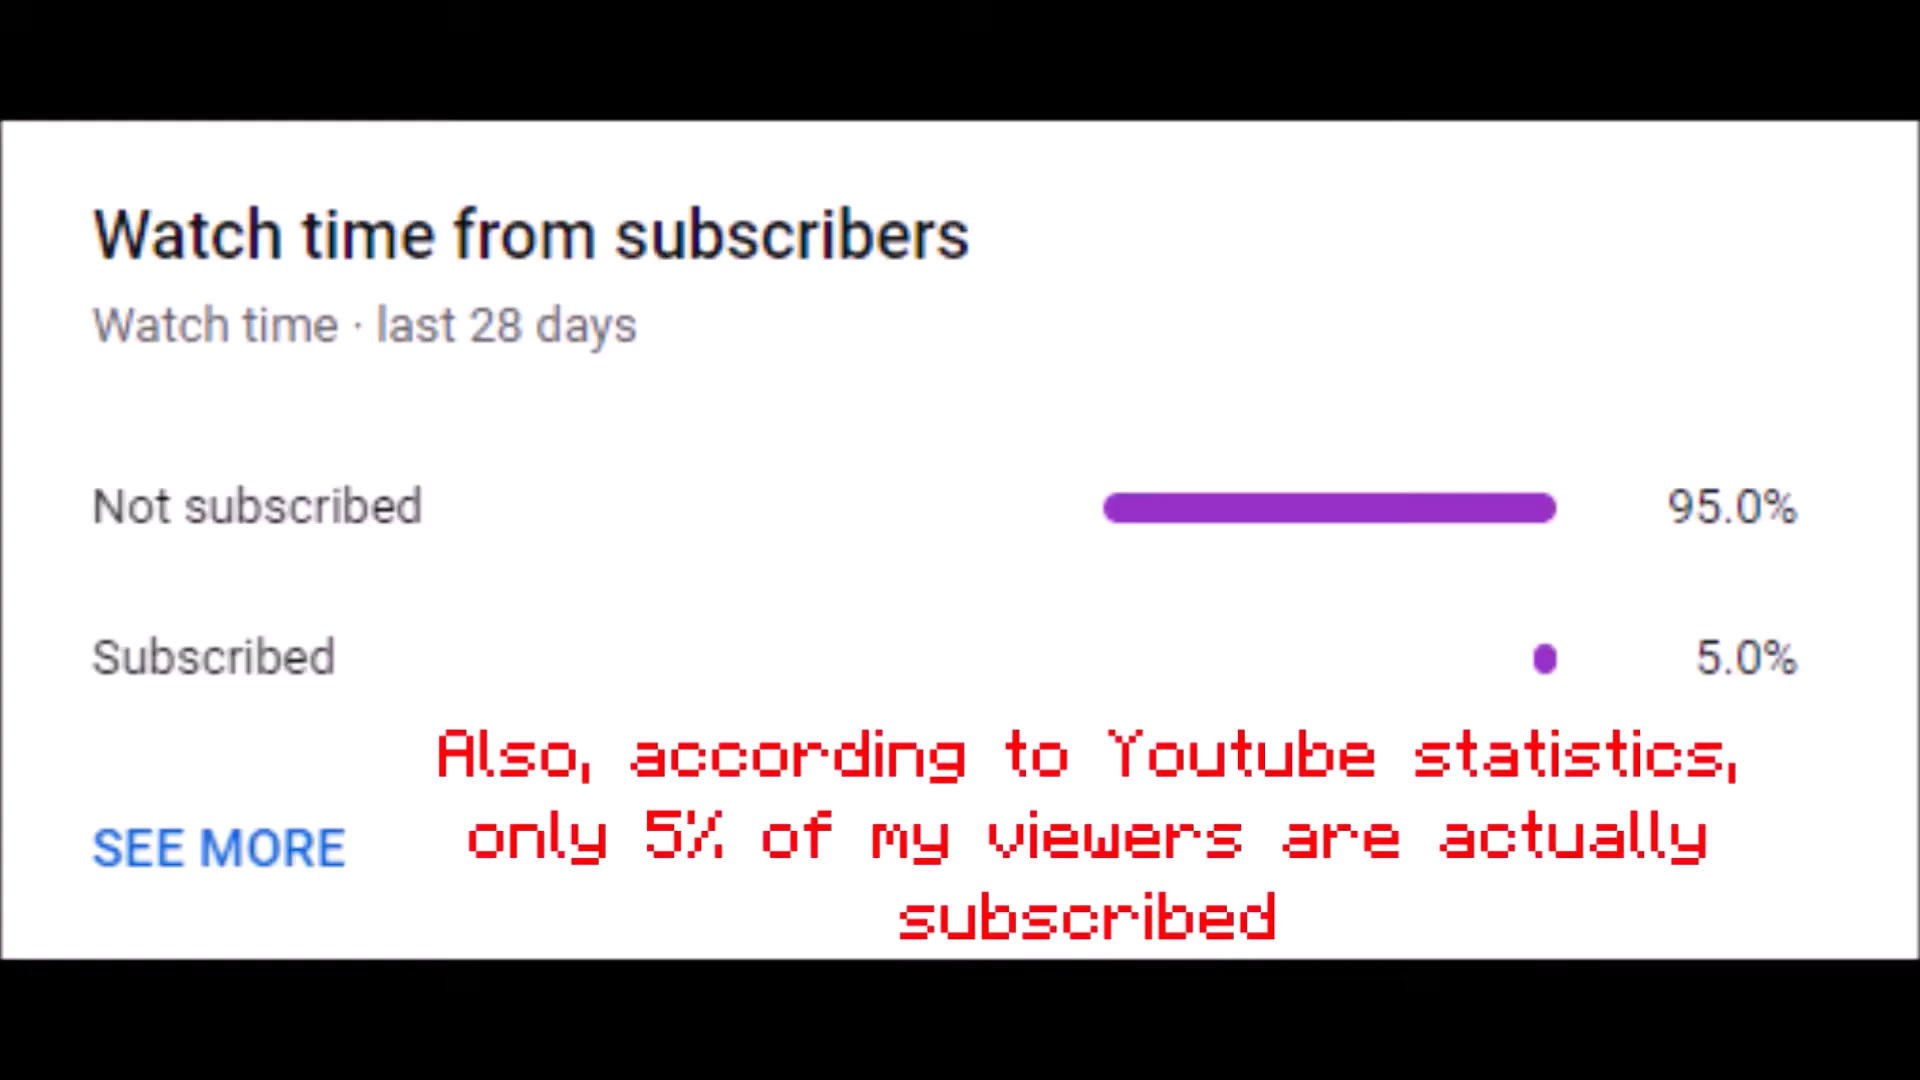 Watch time from subscribers
Watch time · last 28 days
Not subscribed 95.0%
Subscribed 5.0%
Also, according to Youtube statistics,
only 5% of my viewers are actually
subscribed
SEE MORE